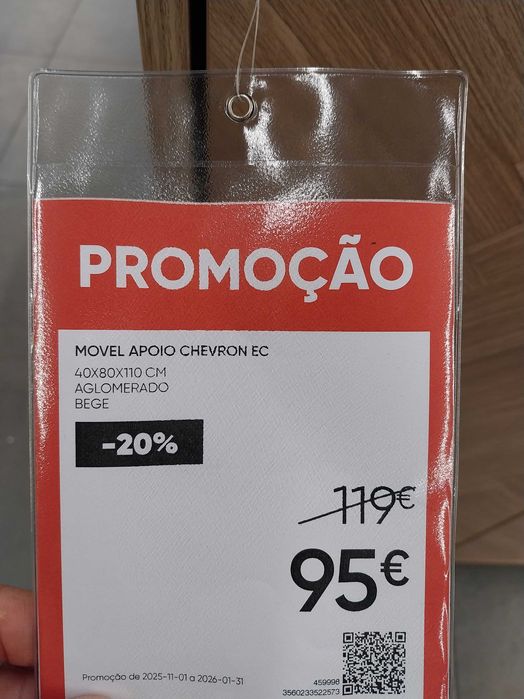 PROMOÇÃO
MOVEL APOIO CHEVRON EC
40X80X110 CM
AGLOMERADO
BEGE
-20%
119€
95€
Promoção de 2025-11-01 a 2026-01-31
459998
3560233522573